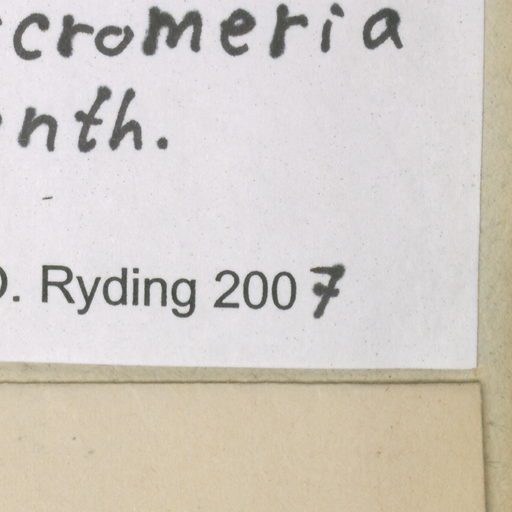 cromeria
nth.
O. Ryding 2007